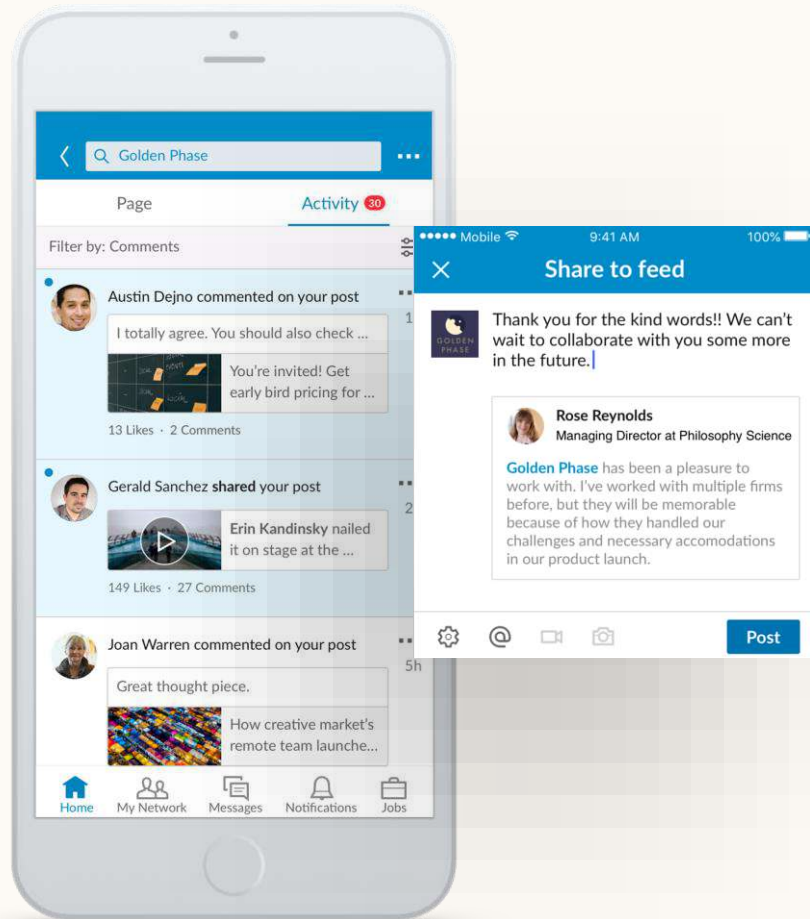 Golden Phase
Page
Activity 30
Filter by: Comments
Austin Dejno commented on your post
1
I totally agree. You should also check ...
You're invited! Get
early bird pricing for ...
13 Likes · 2 Comments
Gerald Sanchez shared your post
2
Erin Kandinsky nailed
it on stage at the ...
149 Likes · 27 Comments
Joan Warren commented on your post
5h
Great thought piece.
How creative market's
remote team launche...
Home
My Network
Messages
Notifications
Jobs
Mobile
9:41 AM
100%
Share to feed
GOLDEN
PHASE
Thank you for the kind words!! We can't
wait to collaborate with you some more
in the future.
Rose Reynolds
Managing Director at Philosophy Science
Golden Phase has been a pleasure to
work with. I've worked with multiple firms
before, but they will be memorable
because of how they handled our
challenges and necessary accomodations
in our product launch.
@
Post